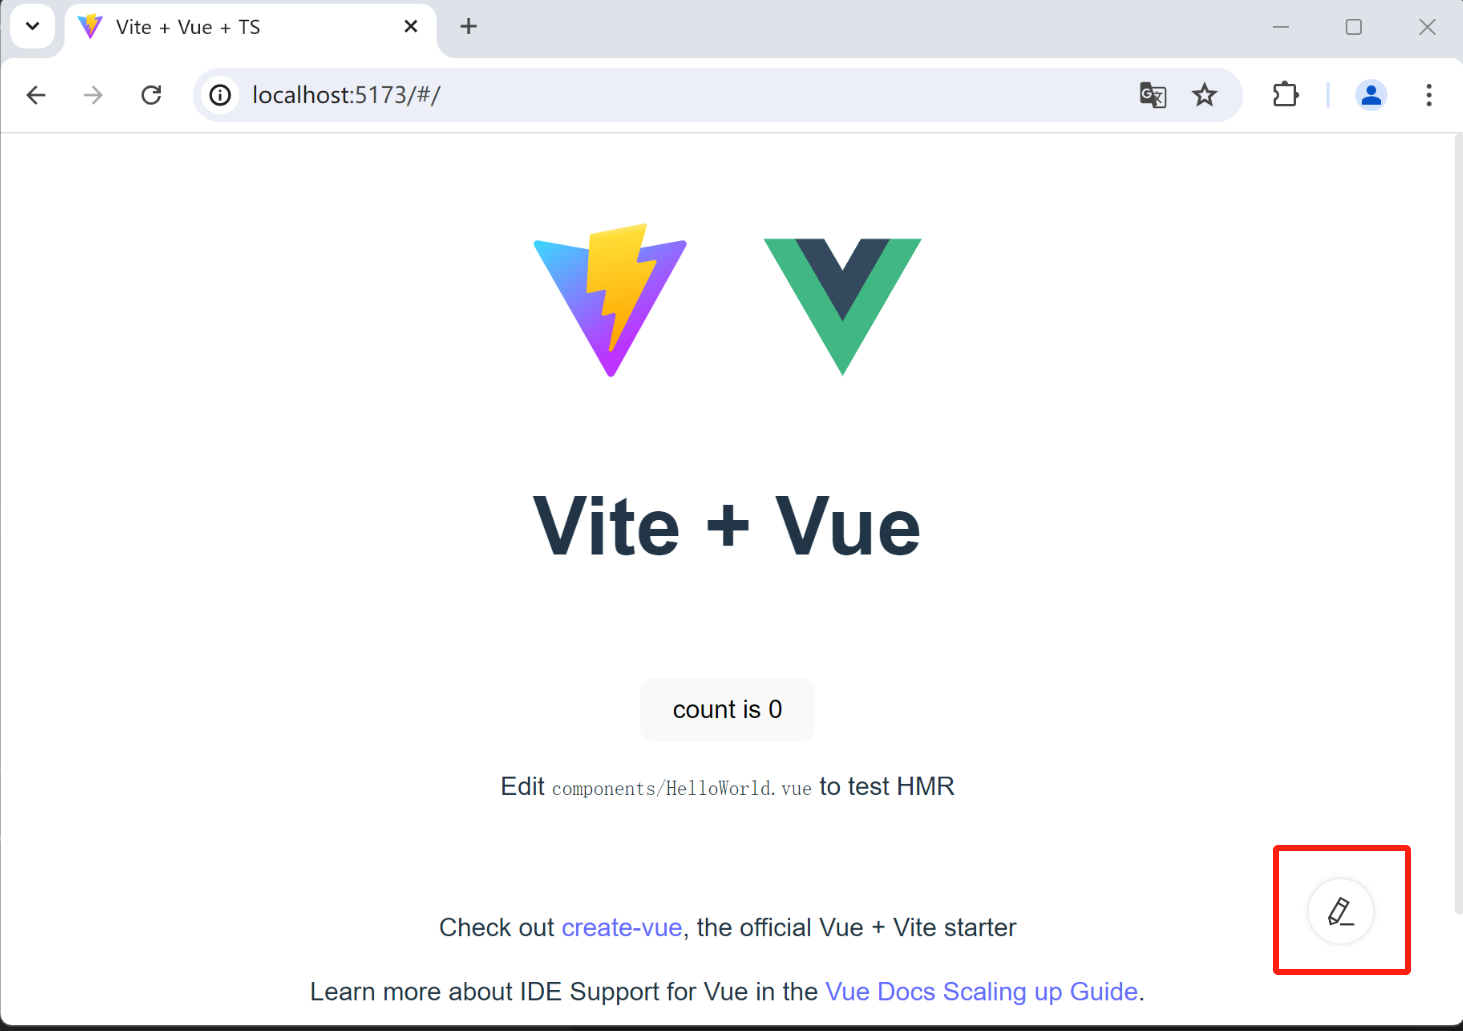 Vite + Vue + TS
localhost:5173/#/
Vite + Vue
count is 0
Edit components/HelloWorld.vue to test HMR
Check out create-vue, the official Vue + Vite starter
Learn more about IDE Support for Vue in the Vue Docs Scaling up Guide.